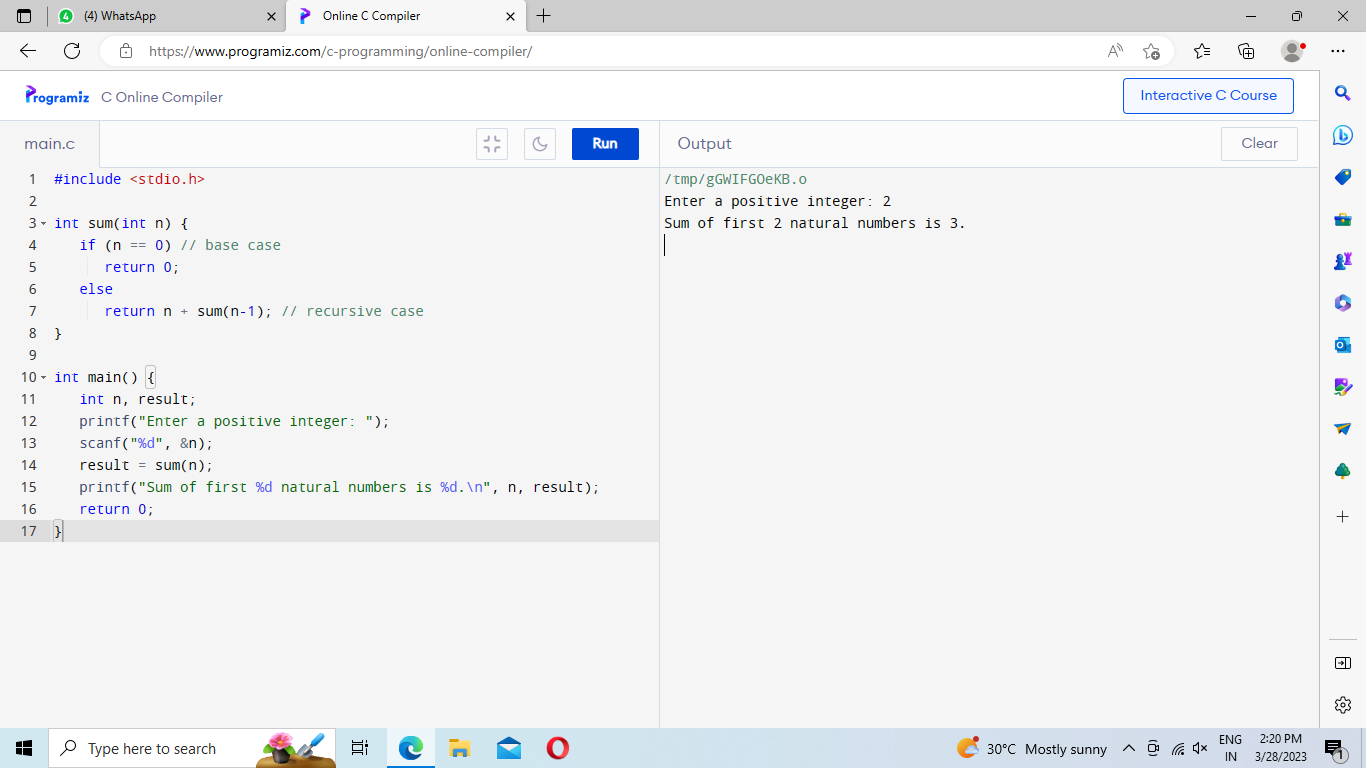 (4) WhatsApp
Online C Compiler
https://www.programiz.com/c-programming/online-compiler/
Programiz C Online Compiler
Interactive C Course
main.c
Run
Output
Clear
1 #include <stdio.h>
2
3 int sum(int n) {
4    if (n == 0) // base case
5       return 0;
6    else
7       return n + sum(n-1); // recursive case
8 }
9
10 int main() {
11    int n, result;
12    printf("Enter a positive integer: ");
13    scanf("%d", &n);
14    result = sum(n);
15    printf("Sum of first %d natural numbers is %d.\n", n, result);
16    return 0;
17 }
/tmp/gGWIFGOeKB.o
Enter a positive integer: 2
Sum of first 2 natural numbers is 3.
Type here to search
30°C Mostly sunny
ENG
IN
2:20 PM
3/28/2023
1